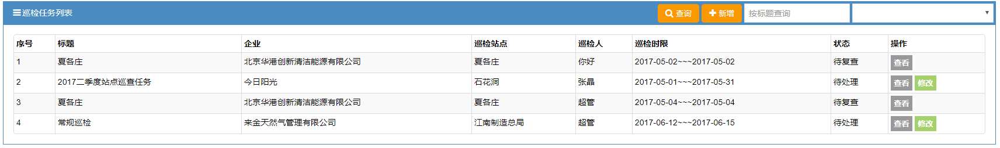 巡检任务列表 查询 新增 按标题查询
序号 标题 企业 巡检站点 巡检人 巡检时限 状态 操作
1 夏各庄 北京华港创新清洁能源有限公司 夏各庄 你好 2017-05-02~~~2017-05-02 待复查 查看
2 2017二季度站点巡查任务 今日阳光 石花洞 张晶 2017-05-01~~~2017-05-31 待处理 查看 修改
3 夏各庄 北京华港创新清洁能源有限公司 夏各庄 超管 2017-05-04~~~2017-05-04 待复查 查看
4 常规巡检 来金天然气管理有限公司 江南制造总局 超管 2017-06-12~~~2017-06-15 待处理 查看 修改